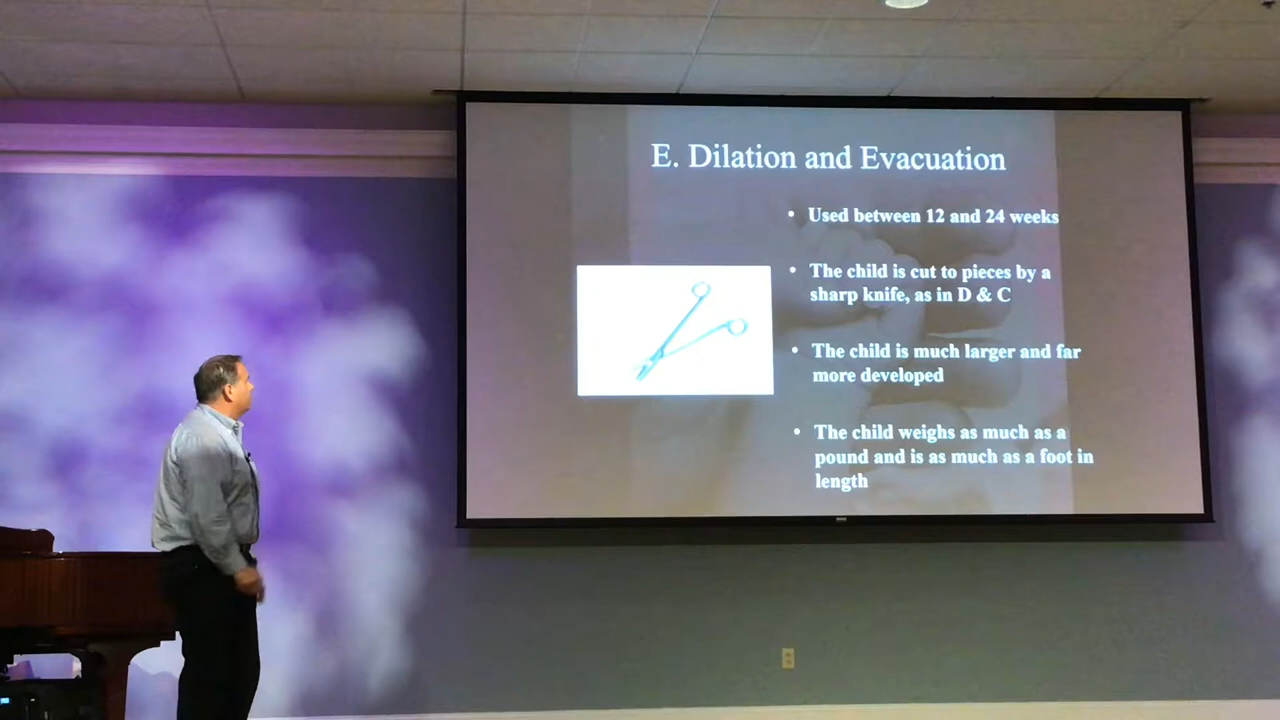 E. Dilation and Evacuation
• Used between 12 and 24 weeks
• The child is cut to pieces by a
sharp knife, as in D & C
• The child is much larger and far
more developed
• The child weighs as much as a
pound and is as much as a foot in
length